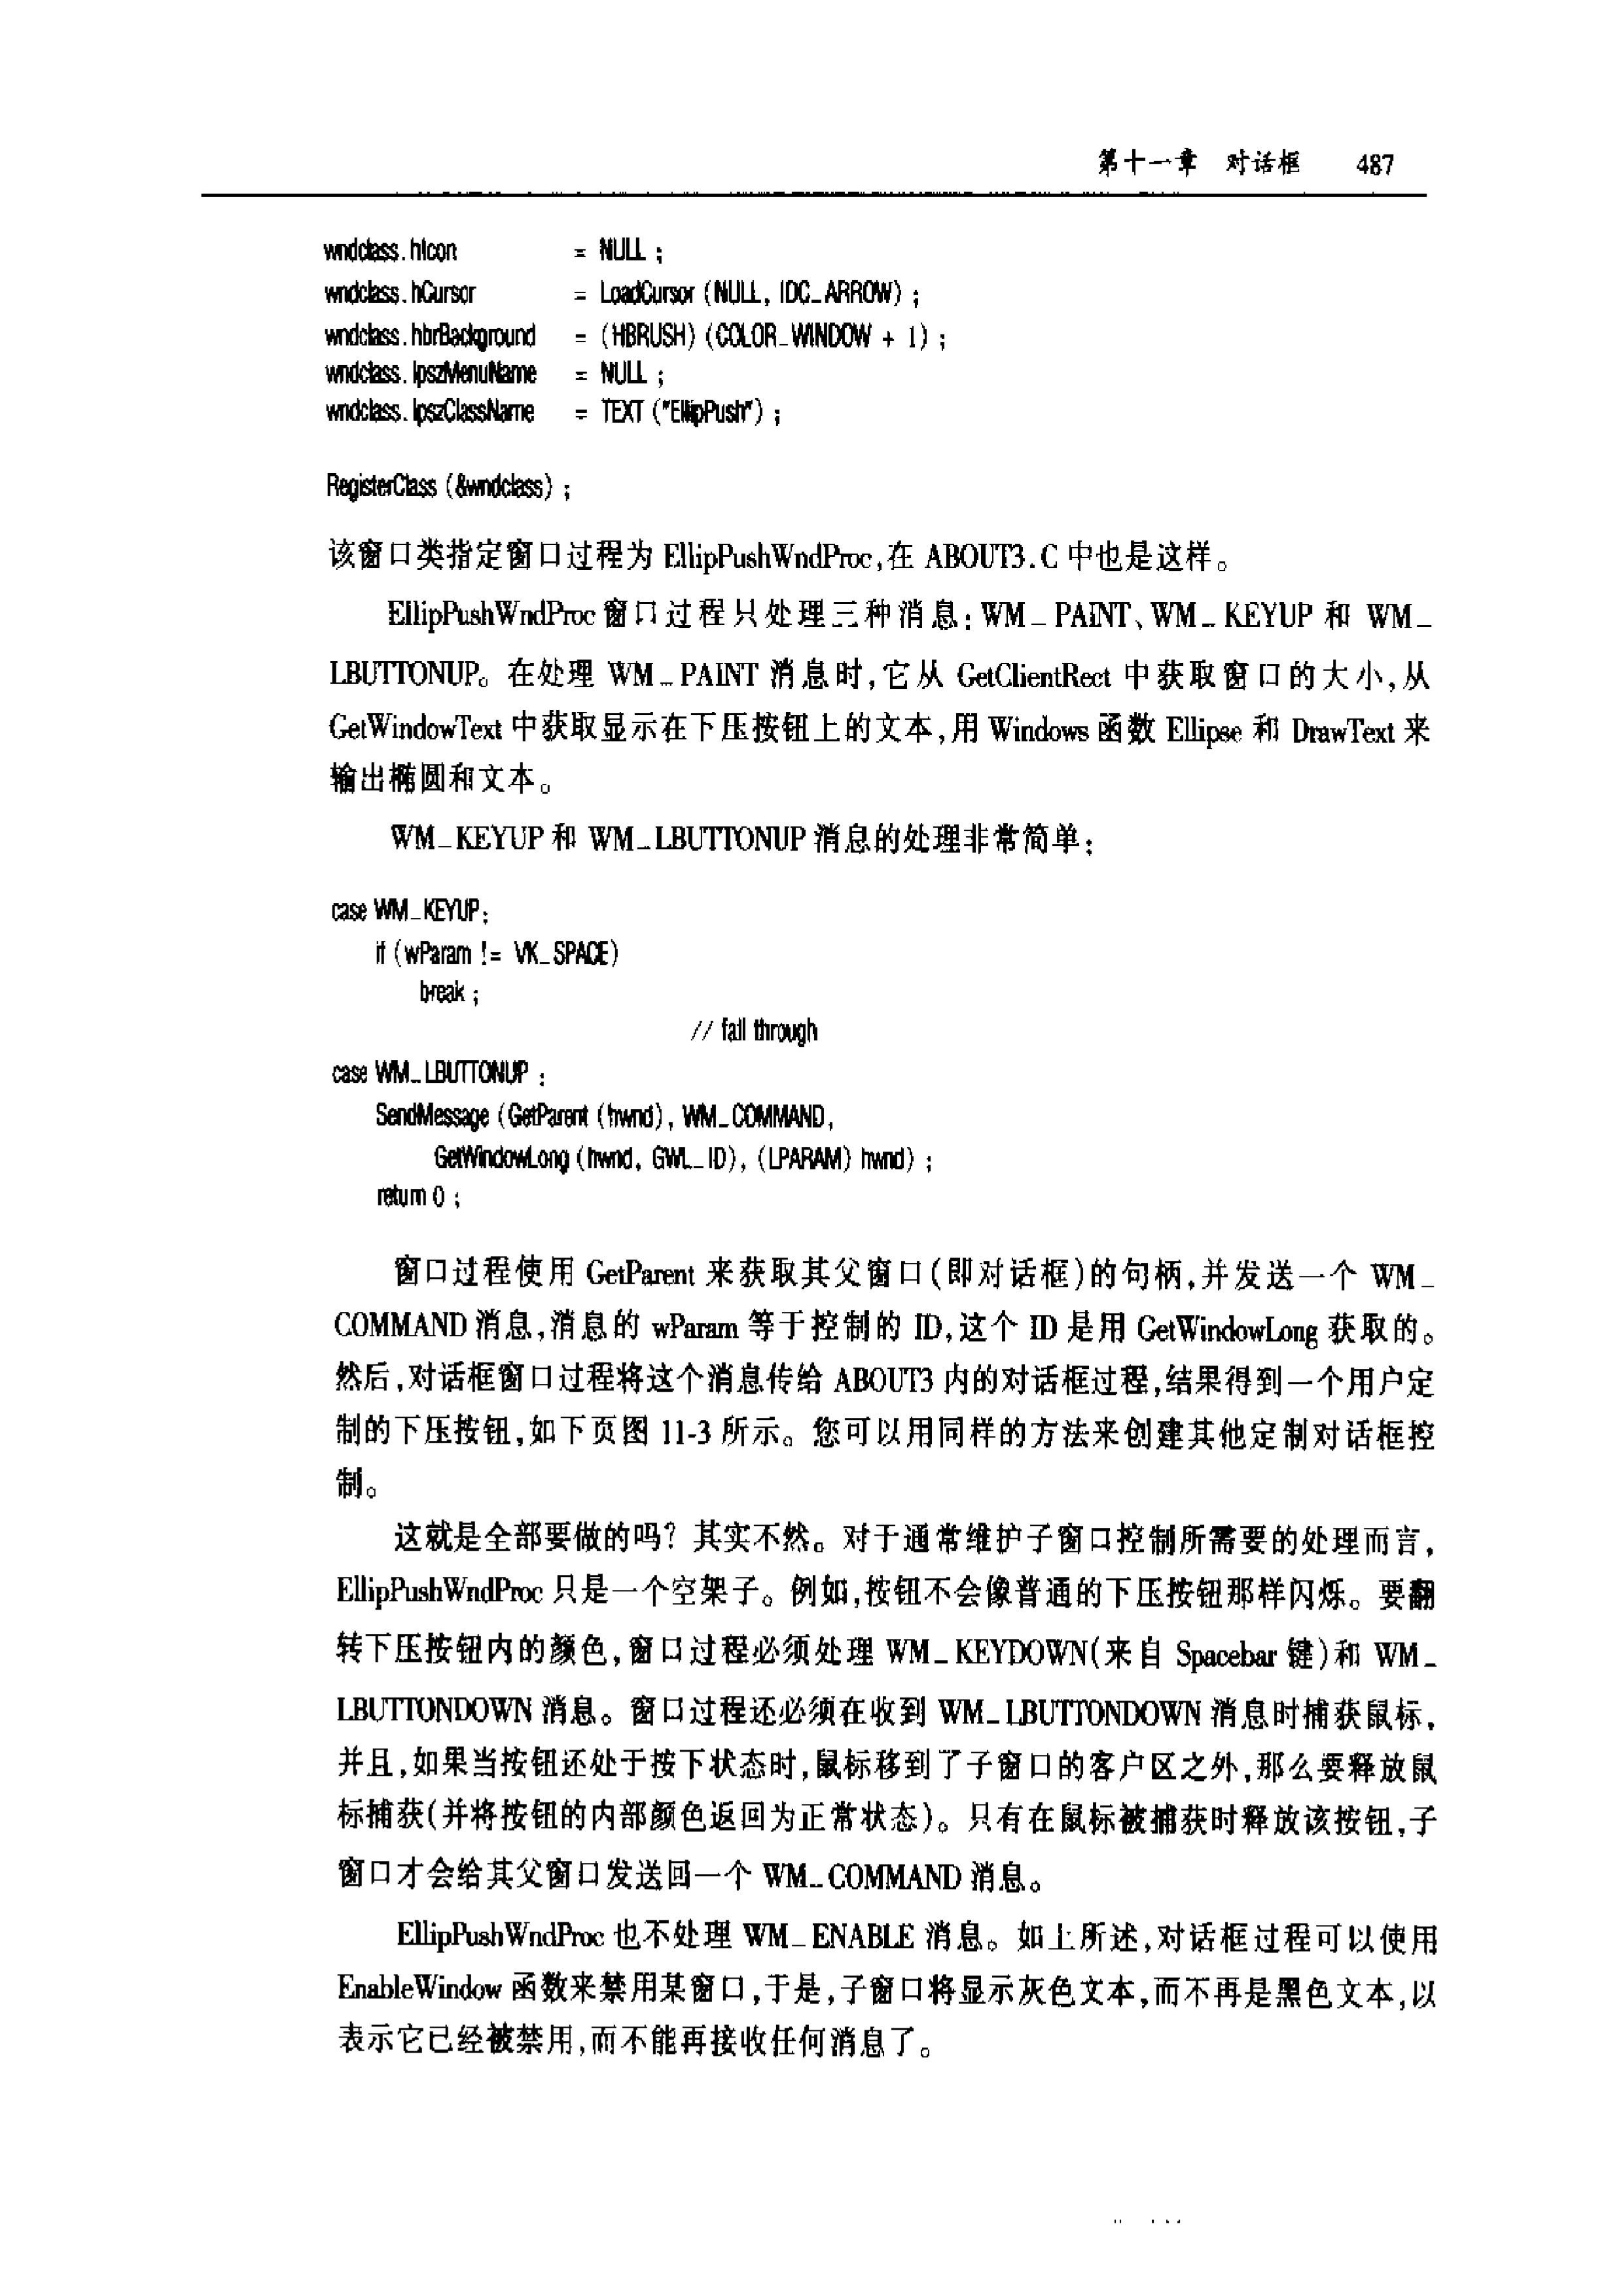 第十一章 对话框 487
wndclass.hIcon = NULL ;
wndclass.hCursor = LoadCursor (NULL, IDC_ARROW) ;
wndclass.hbrBackground = (HBRUSH) (COLOR_WINDOW + 1) ;
wndclass.lpszMenuName = NULL ;
wndclass.lpszClassName = TEXT ("EllipPush") ;
RegisterClass (&wndclass) ;
该窗口类指定窗口过程为 EllipPushWndProc,在 ABOUT3.C 中也是这样。
EllipPushWndProc 窗口过程只处理三种消息:WM_PAINT、WM_KEYUP 和 WM_
LBUTTONUP。在处理 WM_PAINT 消息时,它从 GetClientRect 中获取窗口的大小,从
GetWindowText 中获取显示在下压按钮上的文本,用 Windows 函数 Ellipse 和 DrawText 来
输出椭圆和文本。
WM_KEYUP 和 WM_LBUTTONUP 消息的处理非常简单:
case WM_KEYUP:
if (wParam != VK_SPACE)
break ;
// fall through
case WM_LBUTTONUP :
SendMessage (GetParent (hwnd), WM_COMMAND,
GetWindowLong (hwnd, GWL_ID), (LPARAM) hwnd) ;
return 0 ;
窗口过程使用 GetParent 来获取其父窗口(即对话框)的句柄,并发送一个 WM_
COMMAND 消息,消息的 wParam 等于控制的 ID,这个 ID 是用 GetWindowLong 获取的。
然后,对话框窗口过程将这个消息传给 ABOUT3 内的对话框过程,结果得到一个用户定
制的下压按钮,如下页图 11-3 所示。您可以用同样的方法来创建其他定制对话框控
制。
这就是全部要做的吗? 其实不然。对于通常维护子窗口控制所需要的处理而言,
EllipPushWndProc 只是一个空架子。例如,按钮不会像普通的下压按钮那样闪烁。要翻
转下压按钮内的颜色,窗口过程必须处理 WM_KEYDOWN(来自 Spacebar 键)和 WM_
LBUTTONDOWN 消息。窗口过程还必须在收到 WM_LBUTTONDOWN 消息时捕获鼠标,
并且,如果当按钮还处于按下状态时,鼠标移到了子窗口的客户区之外,那么要释放鼠
标捕获(并将按钮的内部颜色返回为正常状态)。只有在鼠标被捕获时释放该按钮,子
窗口才会给其父窗口发送回一个 WM_COMMAND 消息。
EllipPushWndProc 也不处理 WM_ENABLE 消息。如上所述,对话框过程可以使用
EnableWindow 函数来禁用某窗口,于是,子窗口将显示灰色文本,而不再是黑色文本,以
表示它已经被禁用,而不能再接收任何消息了。